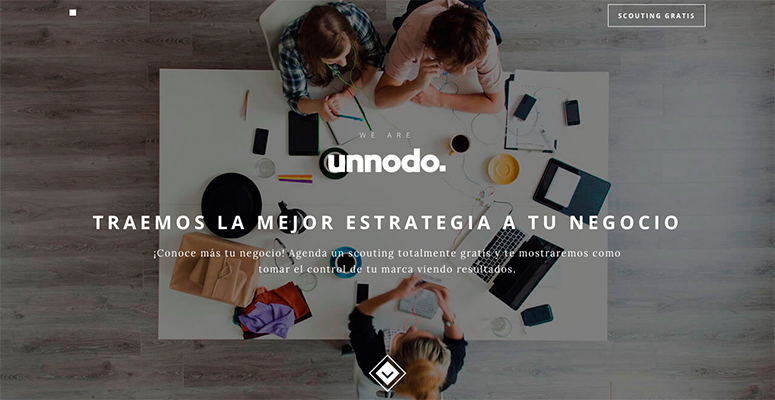 SCOUTING GRATIS
WE ARE
unnodo.
TRAEMOS LA MEJOR ESTRATEGIA A TU NEGOCIO
¡Conoce más tu negocio! Agenda un scouting totalmente gratis y te mostraremos como
tomar el control de tu marca viendo resultados.